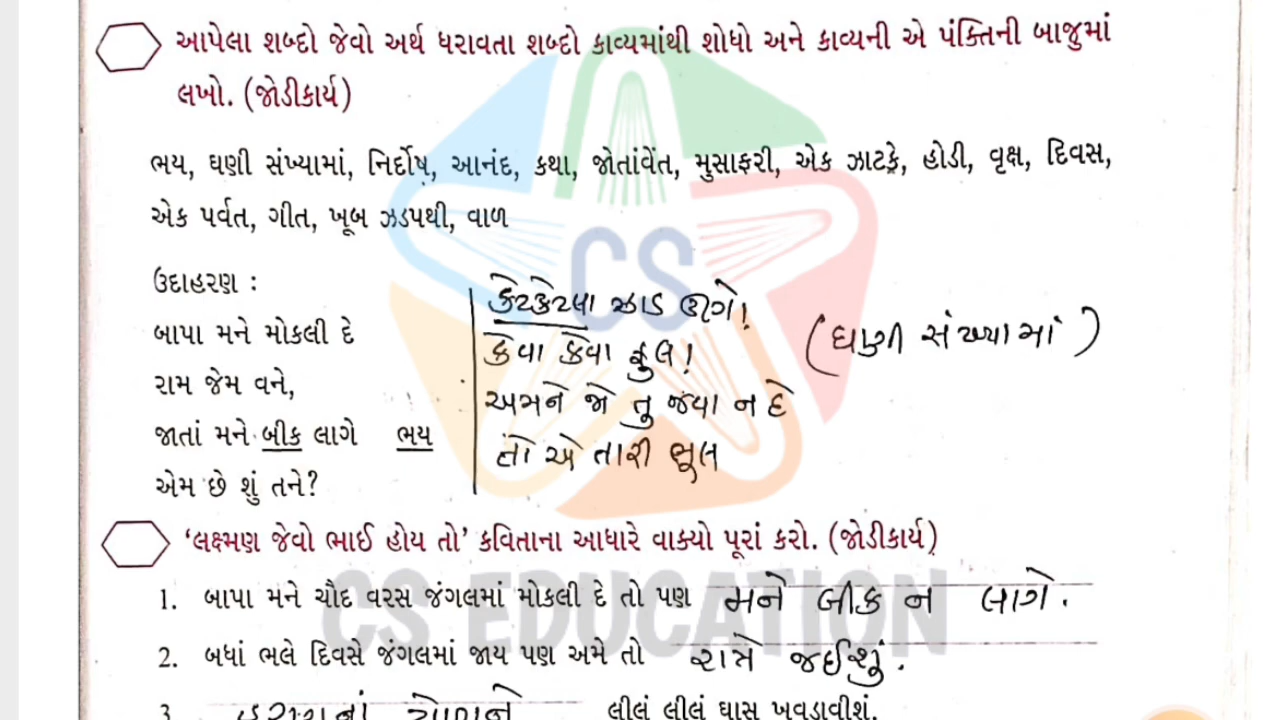 આપેલા શબ્દો જેવો અર્થ ધરાવતા શબ્દો કાવ્યમાંથી શોધો અને કાવ્યની એ પંક્તિની બાજુમાં
લખો. (જોડીકાર્ય)
ભય, ઘણી સંખ્યામાં, નિર્દોષ, આનંદ, કથા, જોતાંવેંત, મુસાફરી, એક ઝાટકે, હોડી, વૃક્ષ, દિવસ,
એક પર્વત, ગીત, ખૂબ ઝડપથી, વાળ
ઉદાહરણ :
બાપા મને મોકલી દે
રામ જેમ વને,
જાતાં મને બીક લાગે ભય
એમ છે શું તને?
કેટકેટલા ઝાડ ઊગે!
કેવા કેવા ફુલ!
(ઘણી સંખ્યામાં)
અમને જો તુ જવા ન દે
તો એ તારી ભૂલ
CS
CS EDUCATION
'લક્ષ્મણ જેવો ભાઈ હોય તો' કવિતાના આધારે વાક્યો પૂરાં કરો. (જોડીકાર્ય)
1. બાપા મને ચૌદ વરસ જંગલમાં મોકલી દે તો પણ મને બીક ન લાગે.
2. બધાં ભલે દિવસે જંગલમાં જાય પણ અમે તો રાત્રે જઈશું.
3 હરણાનાં ટોળાને લીલું લીલું ઘાસ ખવડાવીશું.